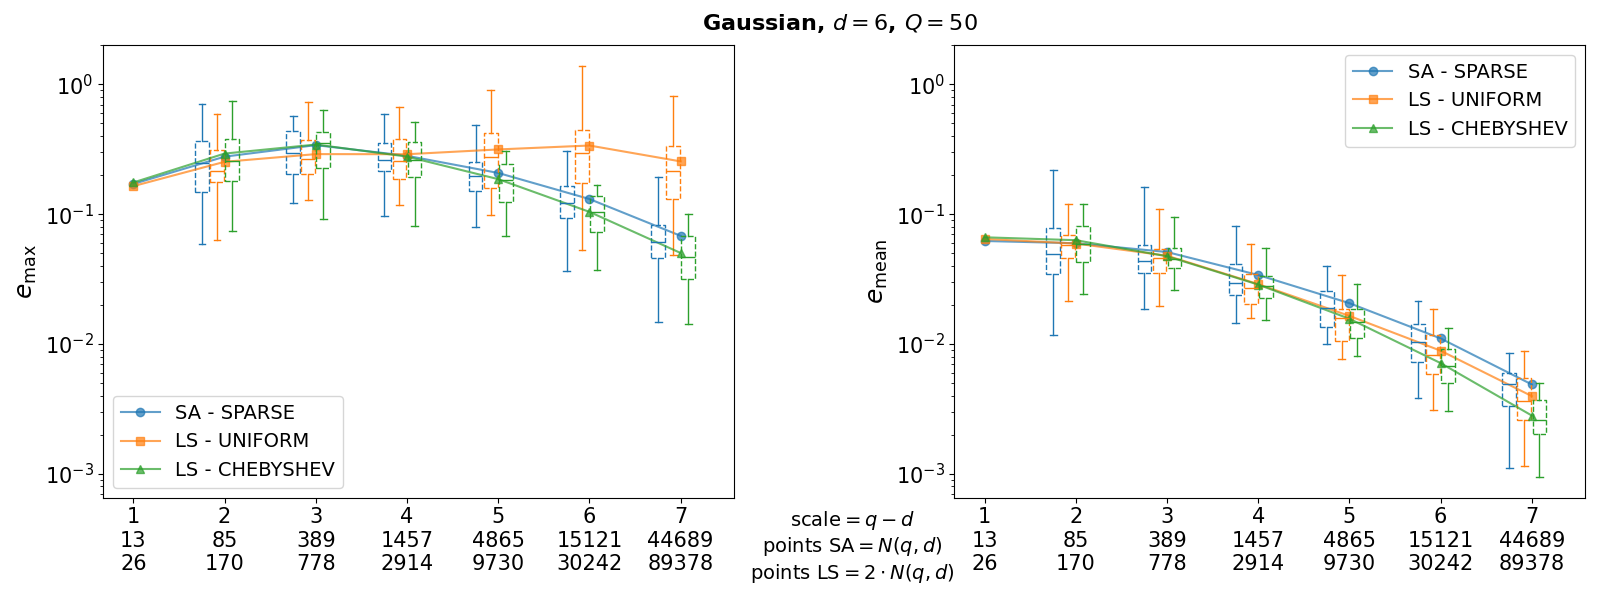 Gaussian, d = 6, Q = 50
e_max
10^0
10^−1
10^−2
10^−3
SA - SPARSE
LS - UNIFORM
LS - CHEBYSHEV
1 2 3 4 5 6 7
13 85 389 1457 4865 15121 44689
26 170 778 2914 9730 30242 89378
scale = q − d
points SA = N(q, d)
points LS = 2 · N(q, d)
e_mean
10^0
10^−1
10^−2
10^−3
SA - SPARSE
LS - UNIFORM
LS - CHEBYSHEV
1 2 3 4 5 6 7
13 85 389 1457 4865 15121 44689
26 170 778 2914 9730 30242 89378